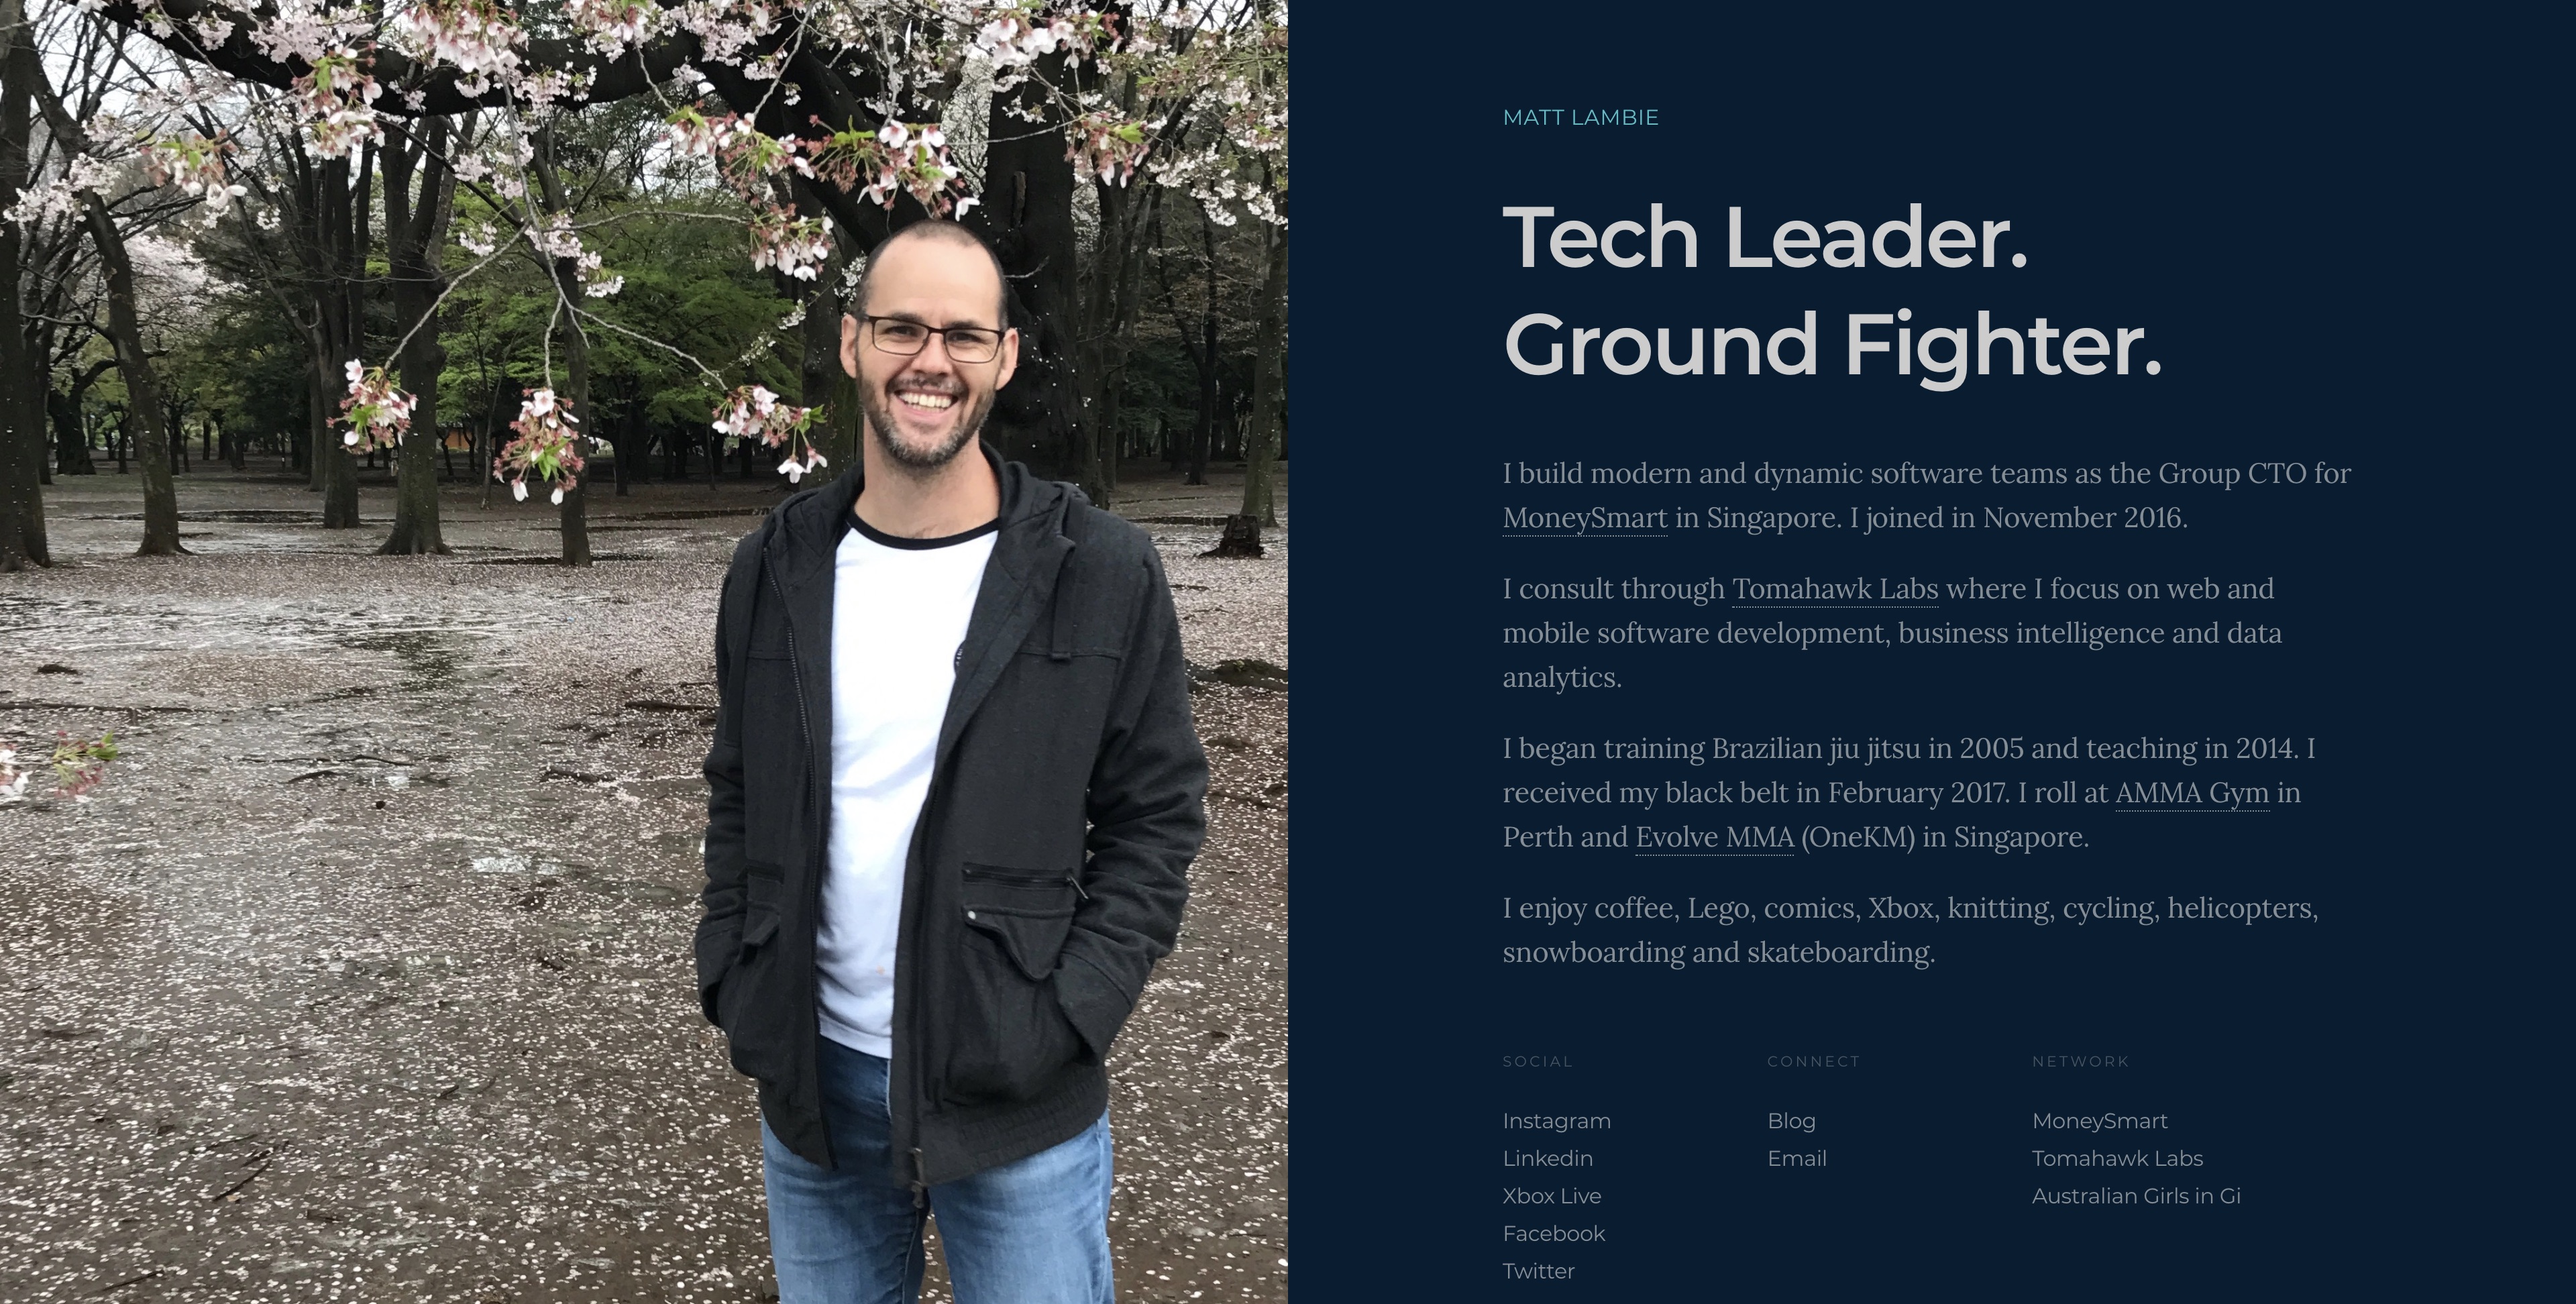 MATT LAMBIE
Tech Leader.
Ground Fighter.
I build modern and dynamic software teams as the Group CTO for
MoneySmart in Singapore. I joined in November 2016.
I consult through Tomahawk Labs where I focus on web and
mobile software development, business intelligence and data
analytics.
I began training Brazilian jiu jitsu in 2005 and teaching in 2014. I
received my black belt in February 2017. I roll at AMMA Gym in
Perth and Evolve MMA (OneKM) in Singapore.
I enjoy coffee, Lego, comics, Xbox, knitting, cycling, helicopters,
snowboarding and skateboarding.
SOCIAL
Instagram
Linkedin
Xbox Live
Facebook
Twitter
CONNECT
Blog
Email
NETWORK
MoneySmart
Tomahawk Labs
Australian Girls in Gi